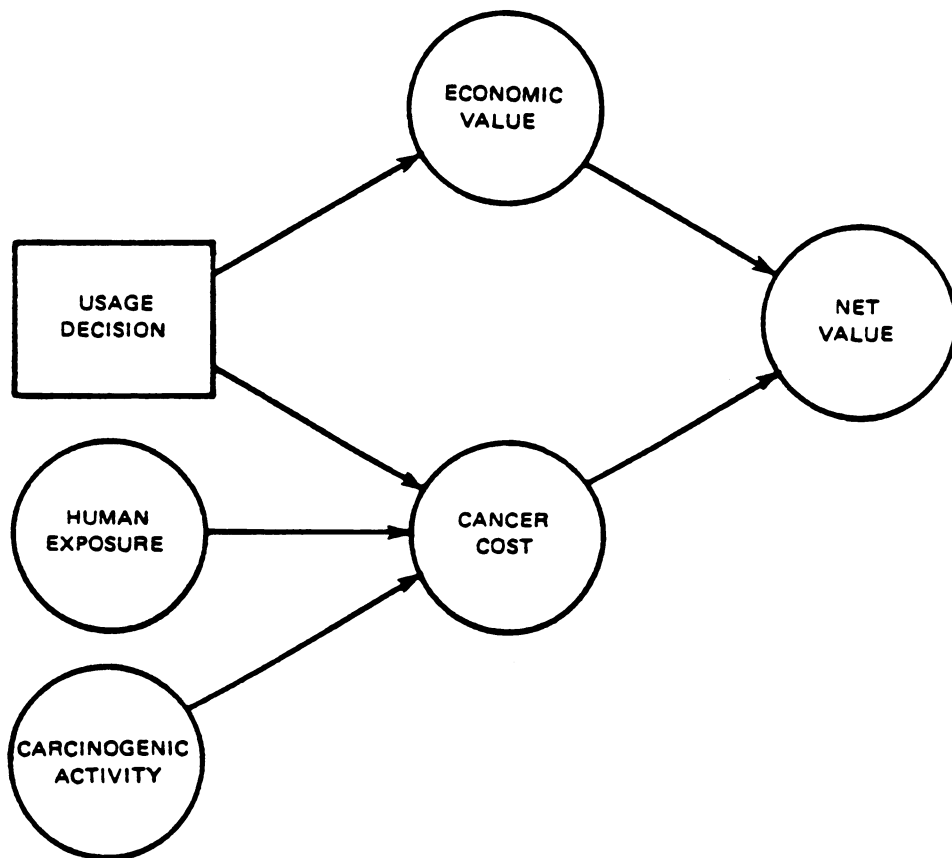 ECONOMIC
VALUE
USAGE
DECISION
NET
VALUE
HUMAN
EXPOSURE
CANCER
COST
CARCINOGENIC
ACTIVITY